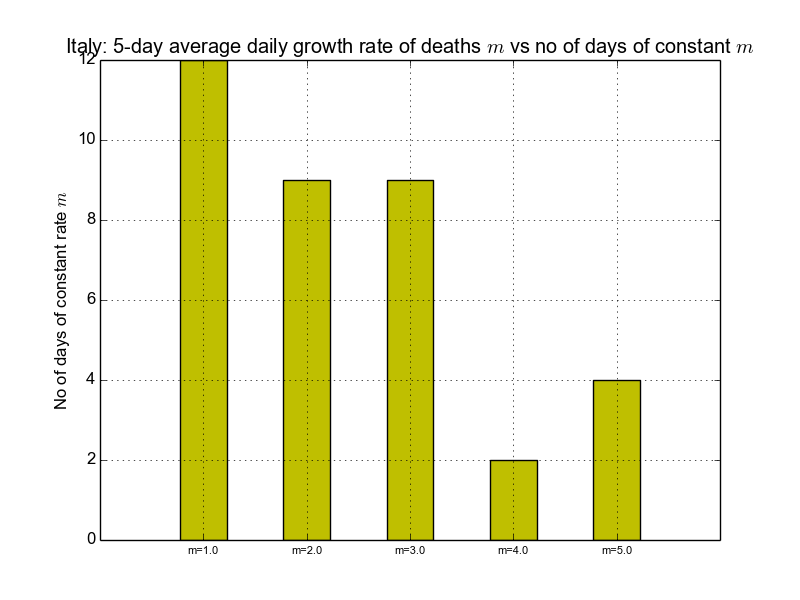 Italy: 5-day average daily growth rate of deaths m vs no of days of constant m
12
10
8
6
4
2
0
No of days of constant rate m
m=1.0 m=2.0 m=3.0 m=4.0 m=5.0